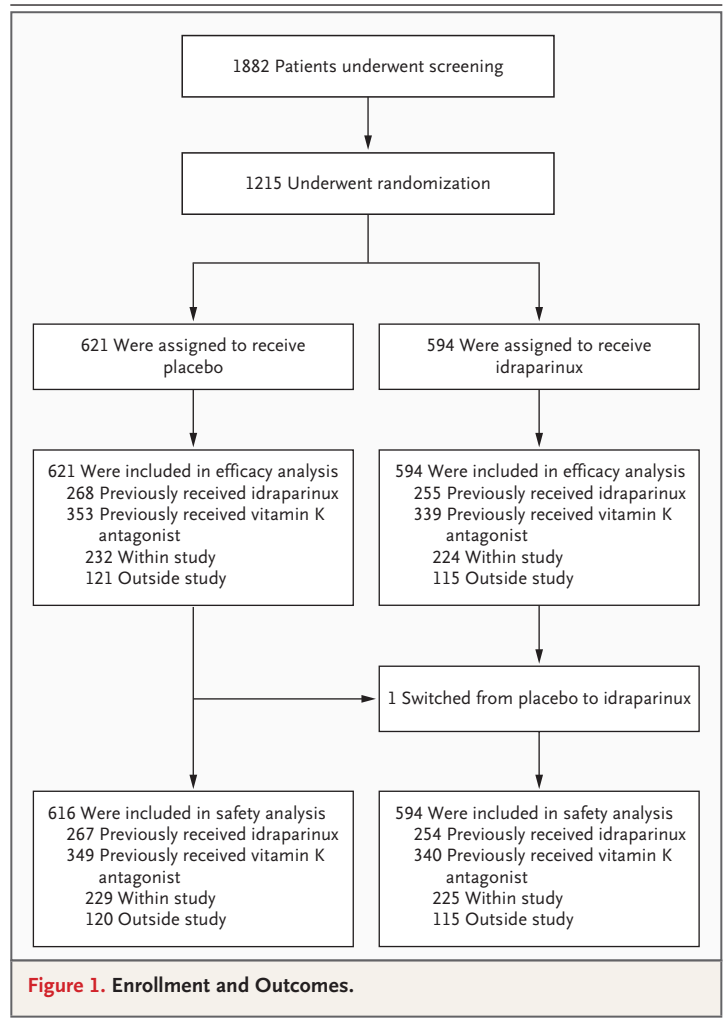 1882 Patients underwent screening
1215 Underwent randomization
621 Were assigned to receive
placebo
594 Were assigned to receive
idraparinux
621 Were included in efficacy analysis
268 Previously received idraparinux
353 Previously received vitamin K
antagonist
232 Within study
121 Outside study
594 Were included in efficacy analysis
255 Previously received idraparinux
339 Previously received vitamin K
antagonist
224 Within study
115 Outside study
1 Switched from placebo to idraparinux
616 Were included in safety analysis
267 Previously received idraparinux
349 Previously received vitamin K
antagonist
229 Within study
120 Outside study
594 Were included in safety analysis
254 Previously received idraparinux
340 Previously received vitamin K
antagonist
225 Within study
115 Outside study
Figure 1. Enrollment and Outcomes.